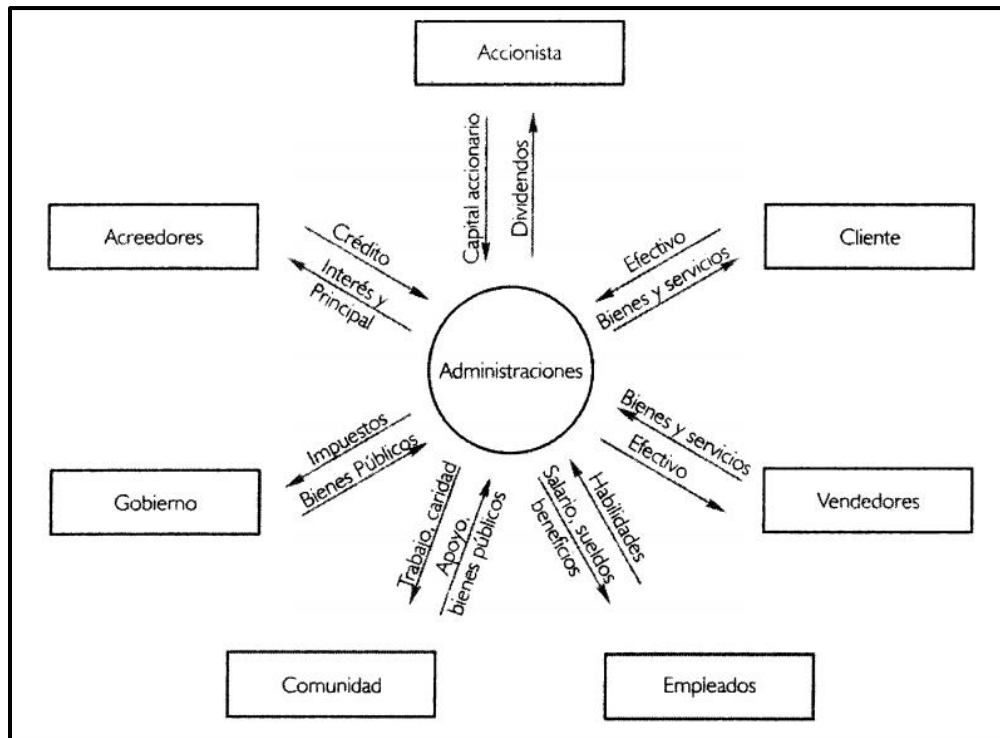 Accionista
Capital accionario
Dividendos
Acreedores
Crédito
Interés y
Principal
Cliente
Efectivo
Bienes y servicios
Administraciones
Impuestos
Bienes Públicos
Gobierno
Bienes y servicios
Efectivo
Vendedores
Trabajo, caridad
Apoyo,
bienes públicos
Comunidad
Habilidades
Salario, sueldos
beneficios
Empleados